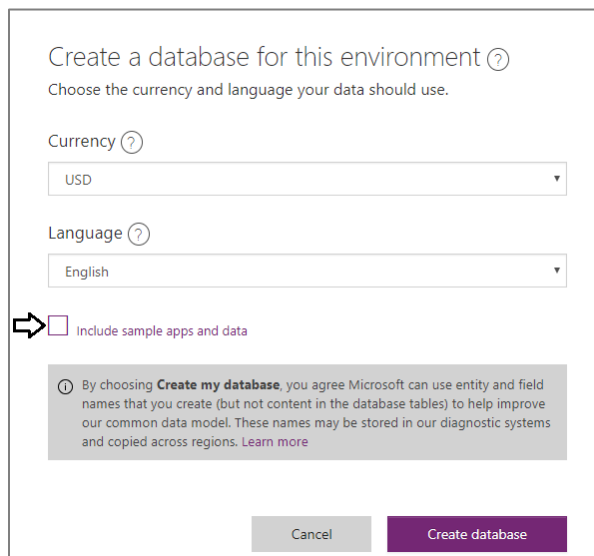 Create a database for this environment ?
Choose the currency and language your data should use.
Currency ?
USD
Language ?
English
Include sample apps and data
By choosing Create my database, you agree Microsoft can use entity and field
names that you create (but not content in the database tables) to help improve
our common data model. These names may be stored in our diagnostic systems
and copied across regions. Learn more
Cancel
Create database